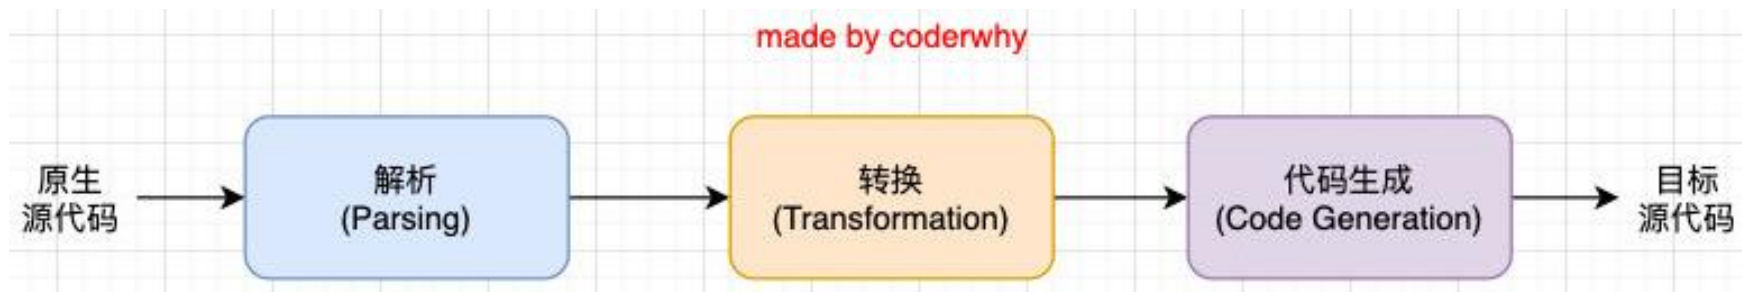 made by coderwhy
原生
源代码
解析
(Parsing)
转换
(Transformation)
代码生成
(Code Generation)
目标
源代码